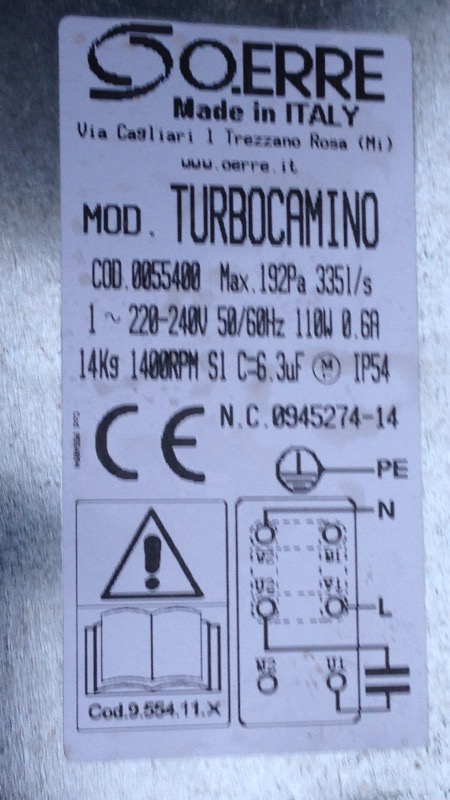 O.ERRE
Made in ITALY
Via Cagliari 1 Trezzano Rosa (Mi)
www.oerre.it
MOD. TURBOCAMINO
COD.0055400 Max.192Pa 335l/s
1 ~ 220-240V 50/60Hz 110W 0.6A
14Kg 1400RPM S1 C=6.3uF M IP54
CE N.C.0945274-14
PE
N
L
U1
Cod.9.554.11.X